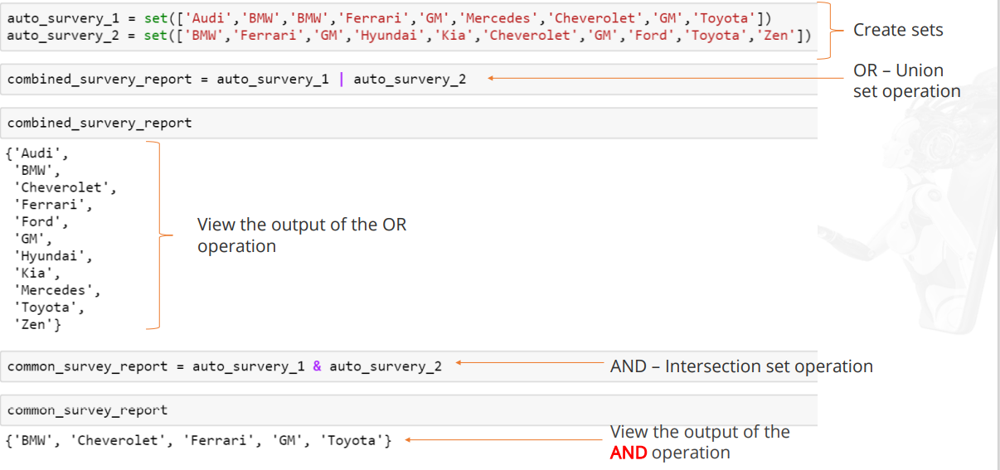 auto_survery_1 = set(['Audi','BMW','BMW','Ferrari','GM','Mercedes','Cheverolet','GM','Toyota'])
auto_survery_2 = set(['BMW','Ferrari','GM','Hyundai','Kia','Cheverolet','GM','Ford','Toyota','Zen'])
Create sets
combined_survery_report = auto_survery_1 | auto_survery_2
OR – Union
set operation
combined_survery_report
{'Audi',
'BMW',
'Cheverolet',
'Ferrari',
'Ford',
'GM',
'Hyundai',
'Kia',
'Mercedes',
'Toyota',
'Zen'}
View the output of the OR
operation
common_survey_report = auto_survery_1 & auto_survery_2
AND – Intersection set operation
common_survey_report
{'BMW', 'Cheverolet', 'Ferrari', 'GM', 'Toyota'}
View the output of the
AND operation